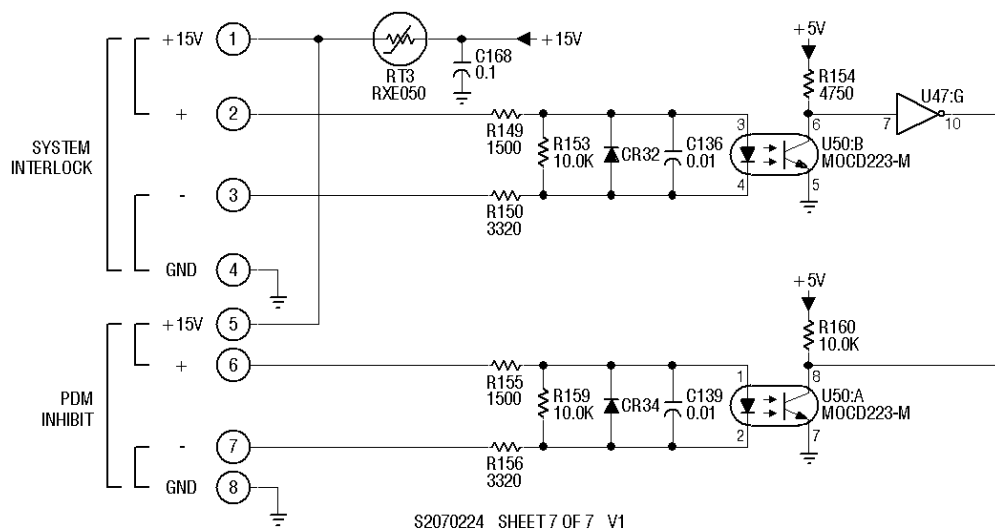 +15V 1
RT3
RXE050
C168
0.1
+15V
+ 2
R149
1500
R153
10.0K
CR32
C136
0.01
3
4
+5V
R154
4750
6
5
U50:B
MOCD223-M
7
U47:G
10
SYSTEM
INTERLOCK
- 3
R150
3320
GND 4
+15V 5
+ 6
R155
1500
R159
10.0K
CR34
C139
0.01
1
2
+5V
R160
10.0K
8
7
U50:A
MOCD223-M
PDM
INHIBIT
- 7
R156
3320
GND 8
S2070224 SHEET 7 OF 7 V1